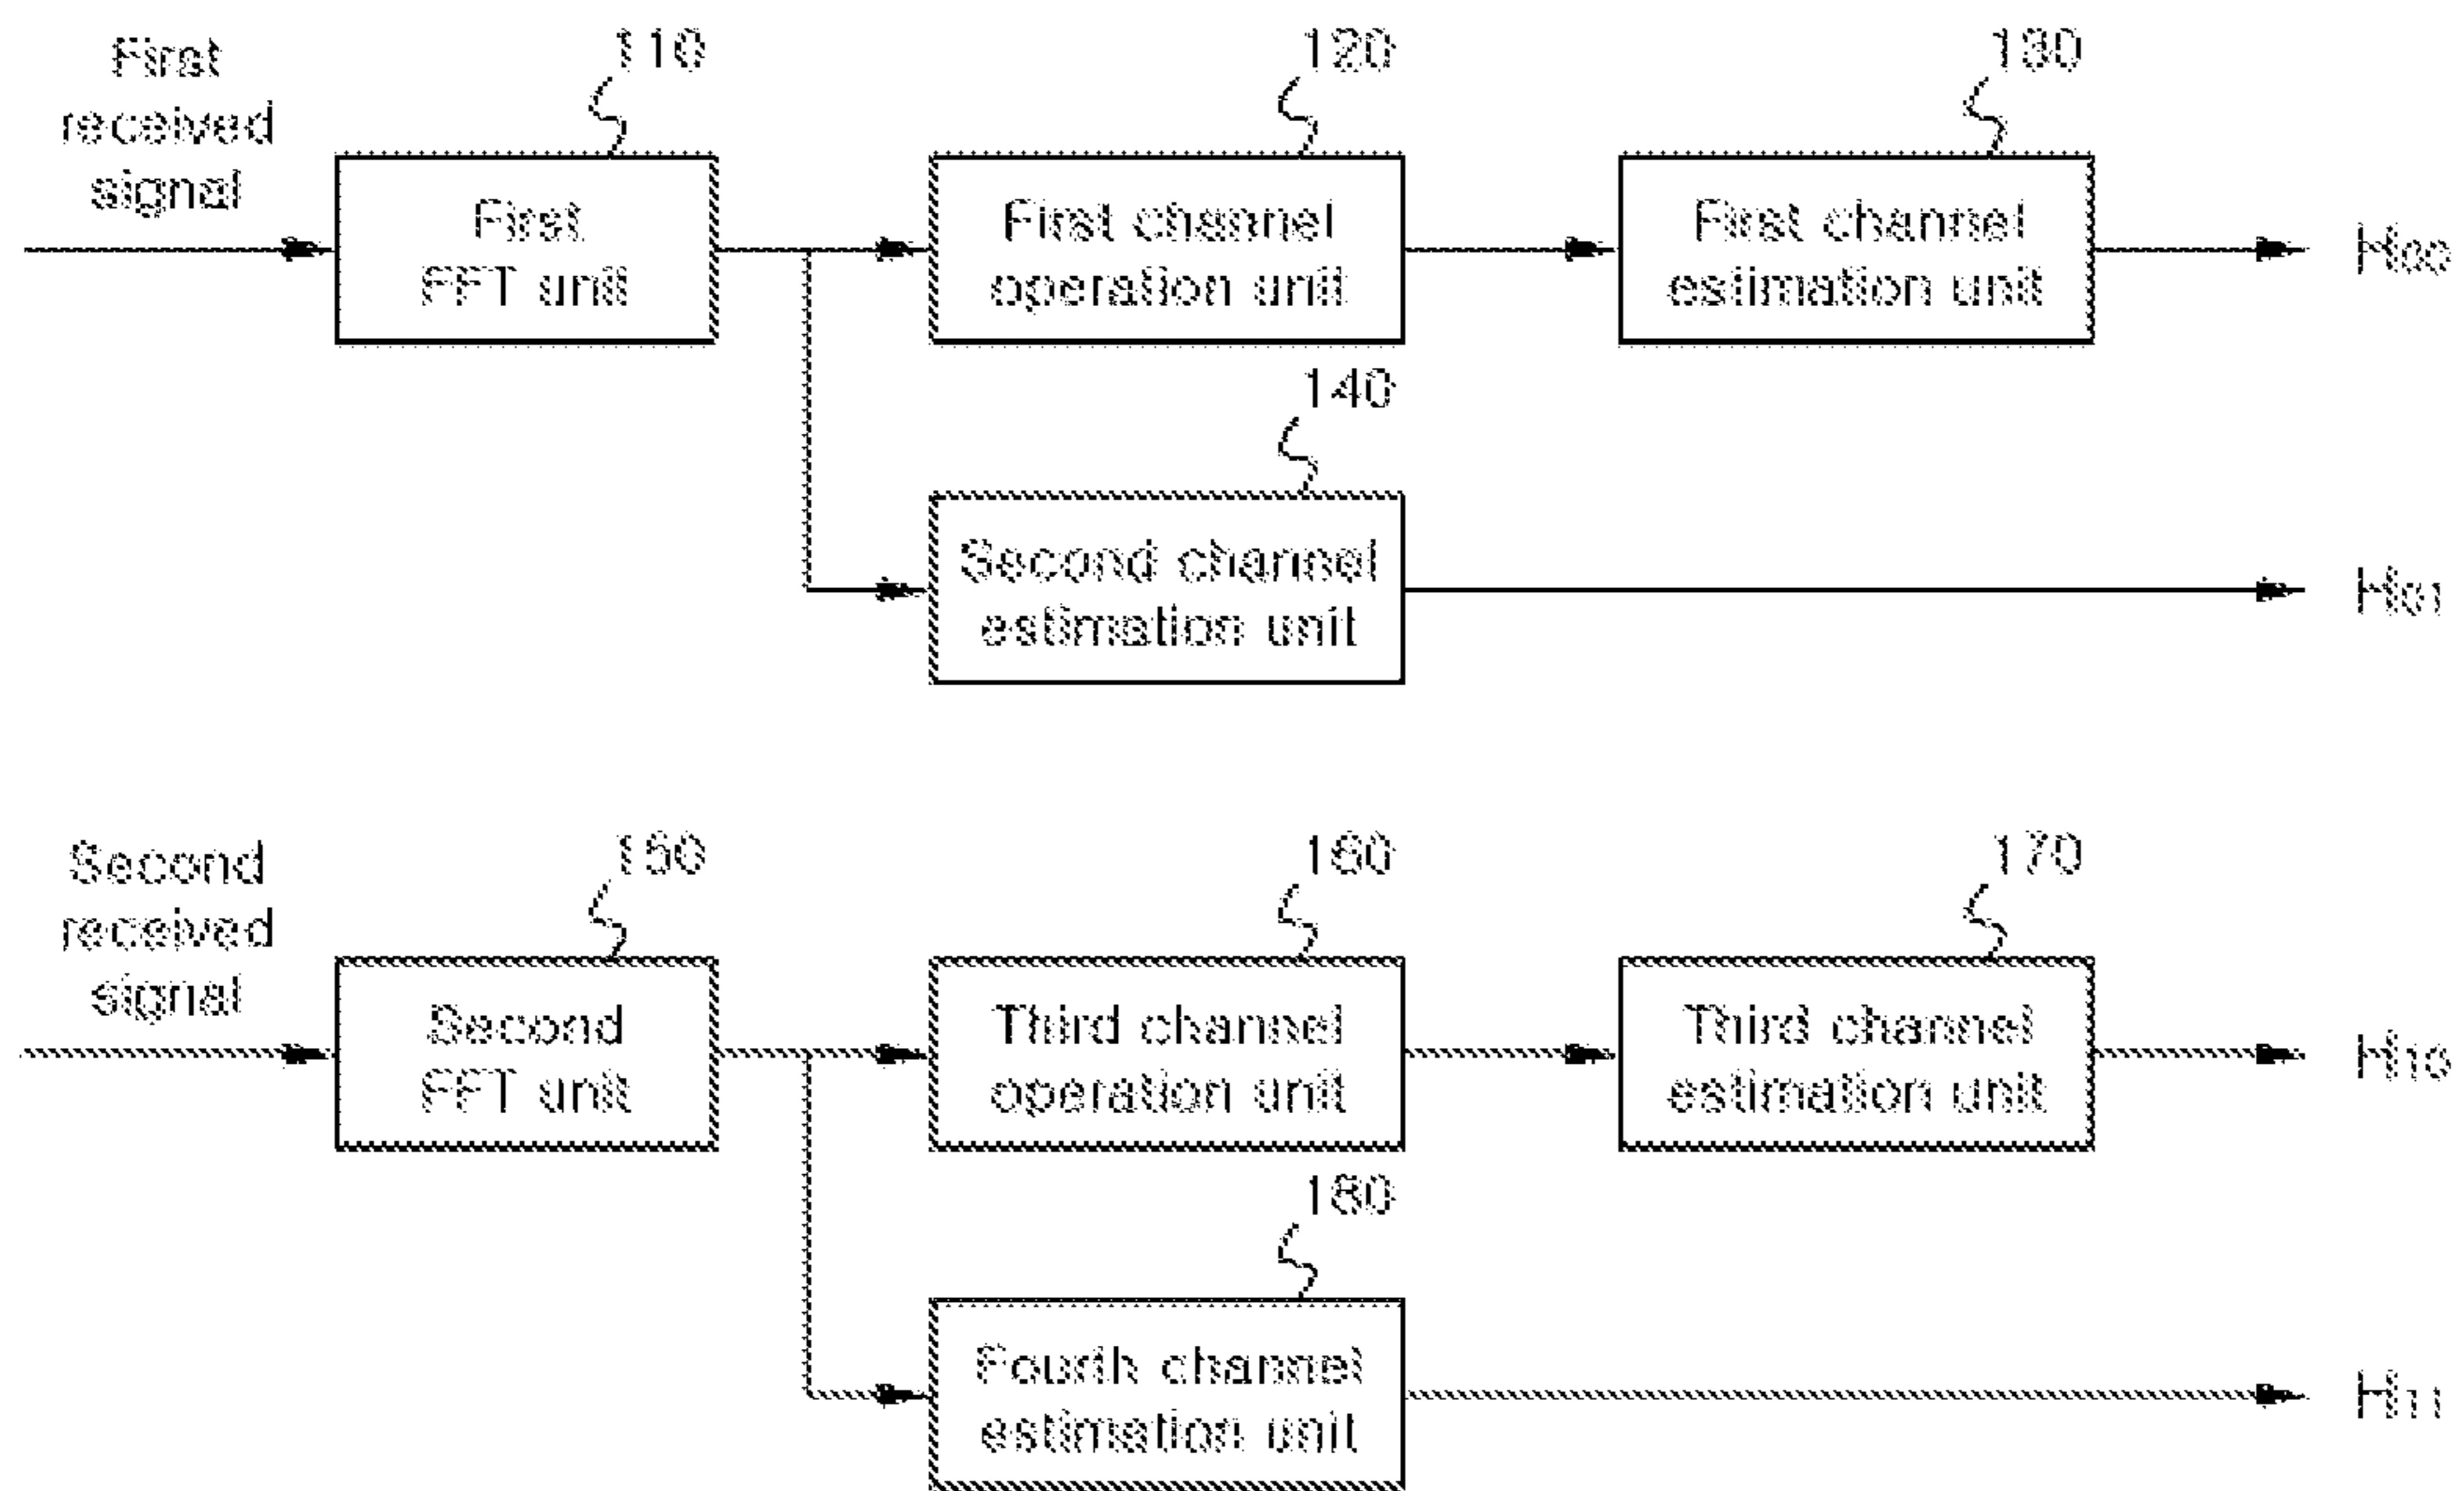 110
120
130
First
received
signal
First
FFT unit
First channel
operation unit
First channel
estimation unit
H00
140
Second channel
estimation unit
H01
150
160
170
Second
received
signal
Second
FFT unit
Third channel
operation unit
Third channel
estimation unit
H10
180
Fourth channel
estimation unit
H11